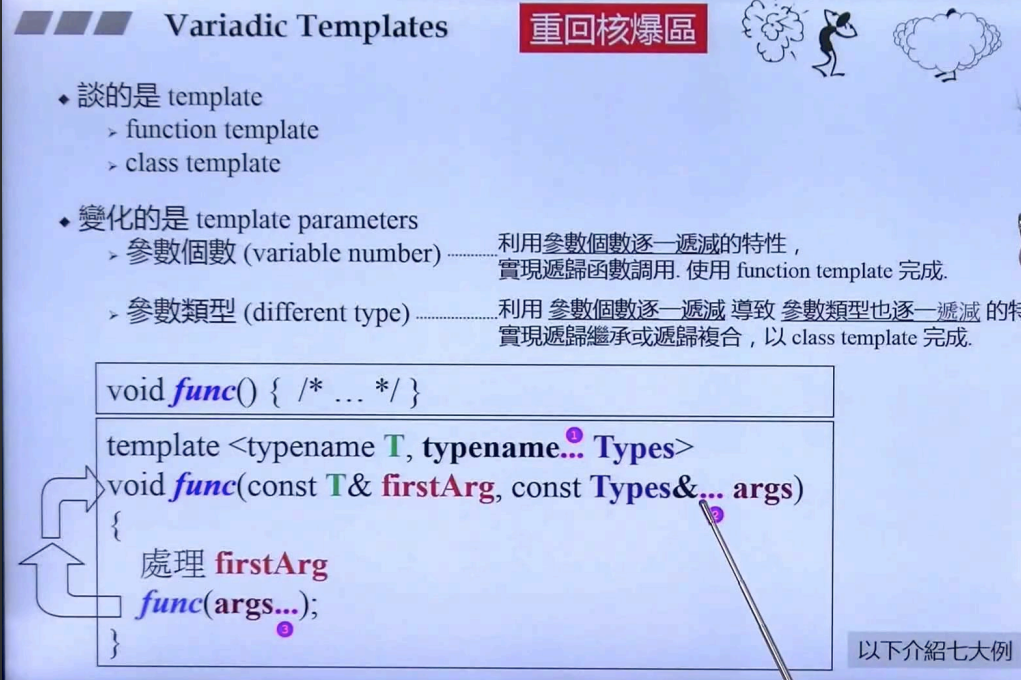 Variadic Templates
重回核爆區
談的是 template
function template
class template
變化的是 template parameters
參數個數 (variable number)
利用參數個數逐一遞減的特性，
實現遞歸函數調用. 使用 function template 完成.
參數類型 (different type)
利用 參數個數逐一遞減 導致 參數類型也逐一遞減 的特
實現遞歸繼承或遞歸複合，以 class template 完成.
void func() { /* … */ }
template <typename T, typename... Types>
1
void func(const T& firstArg, const Types&... args)
2
{
處理 firstArg
func(args...);
3
}
以下介紹七大例